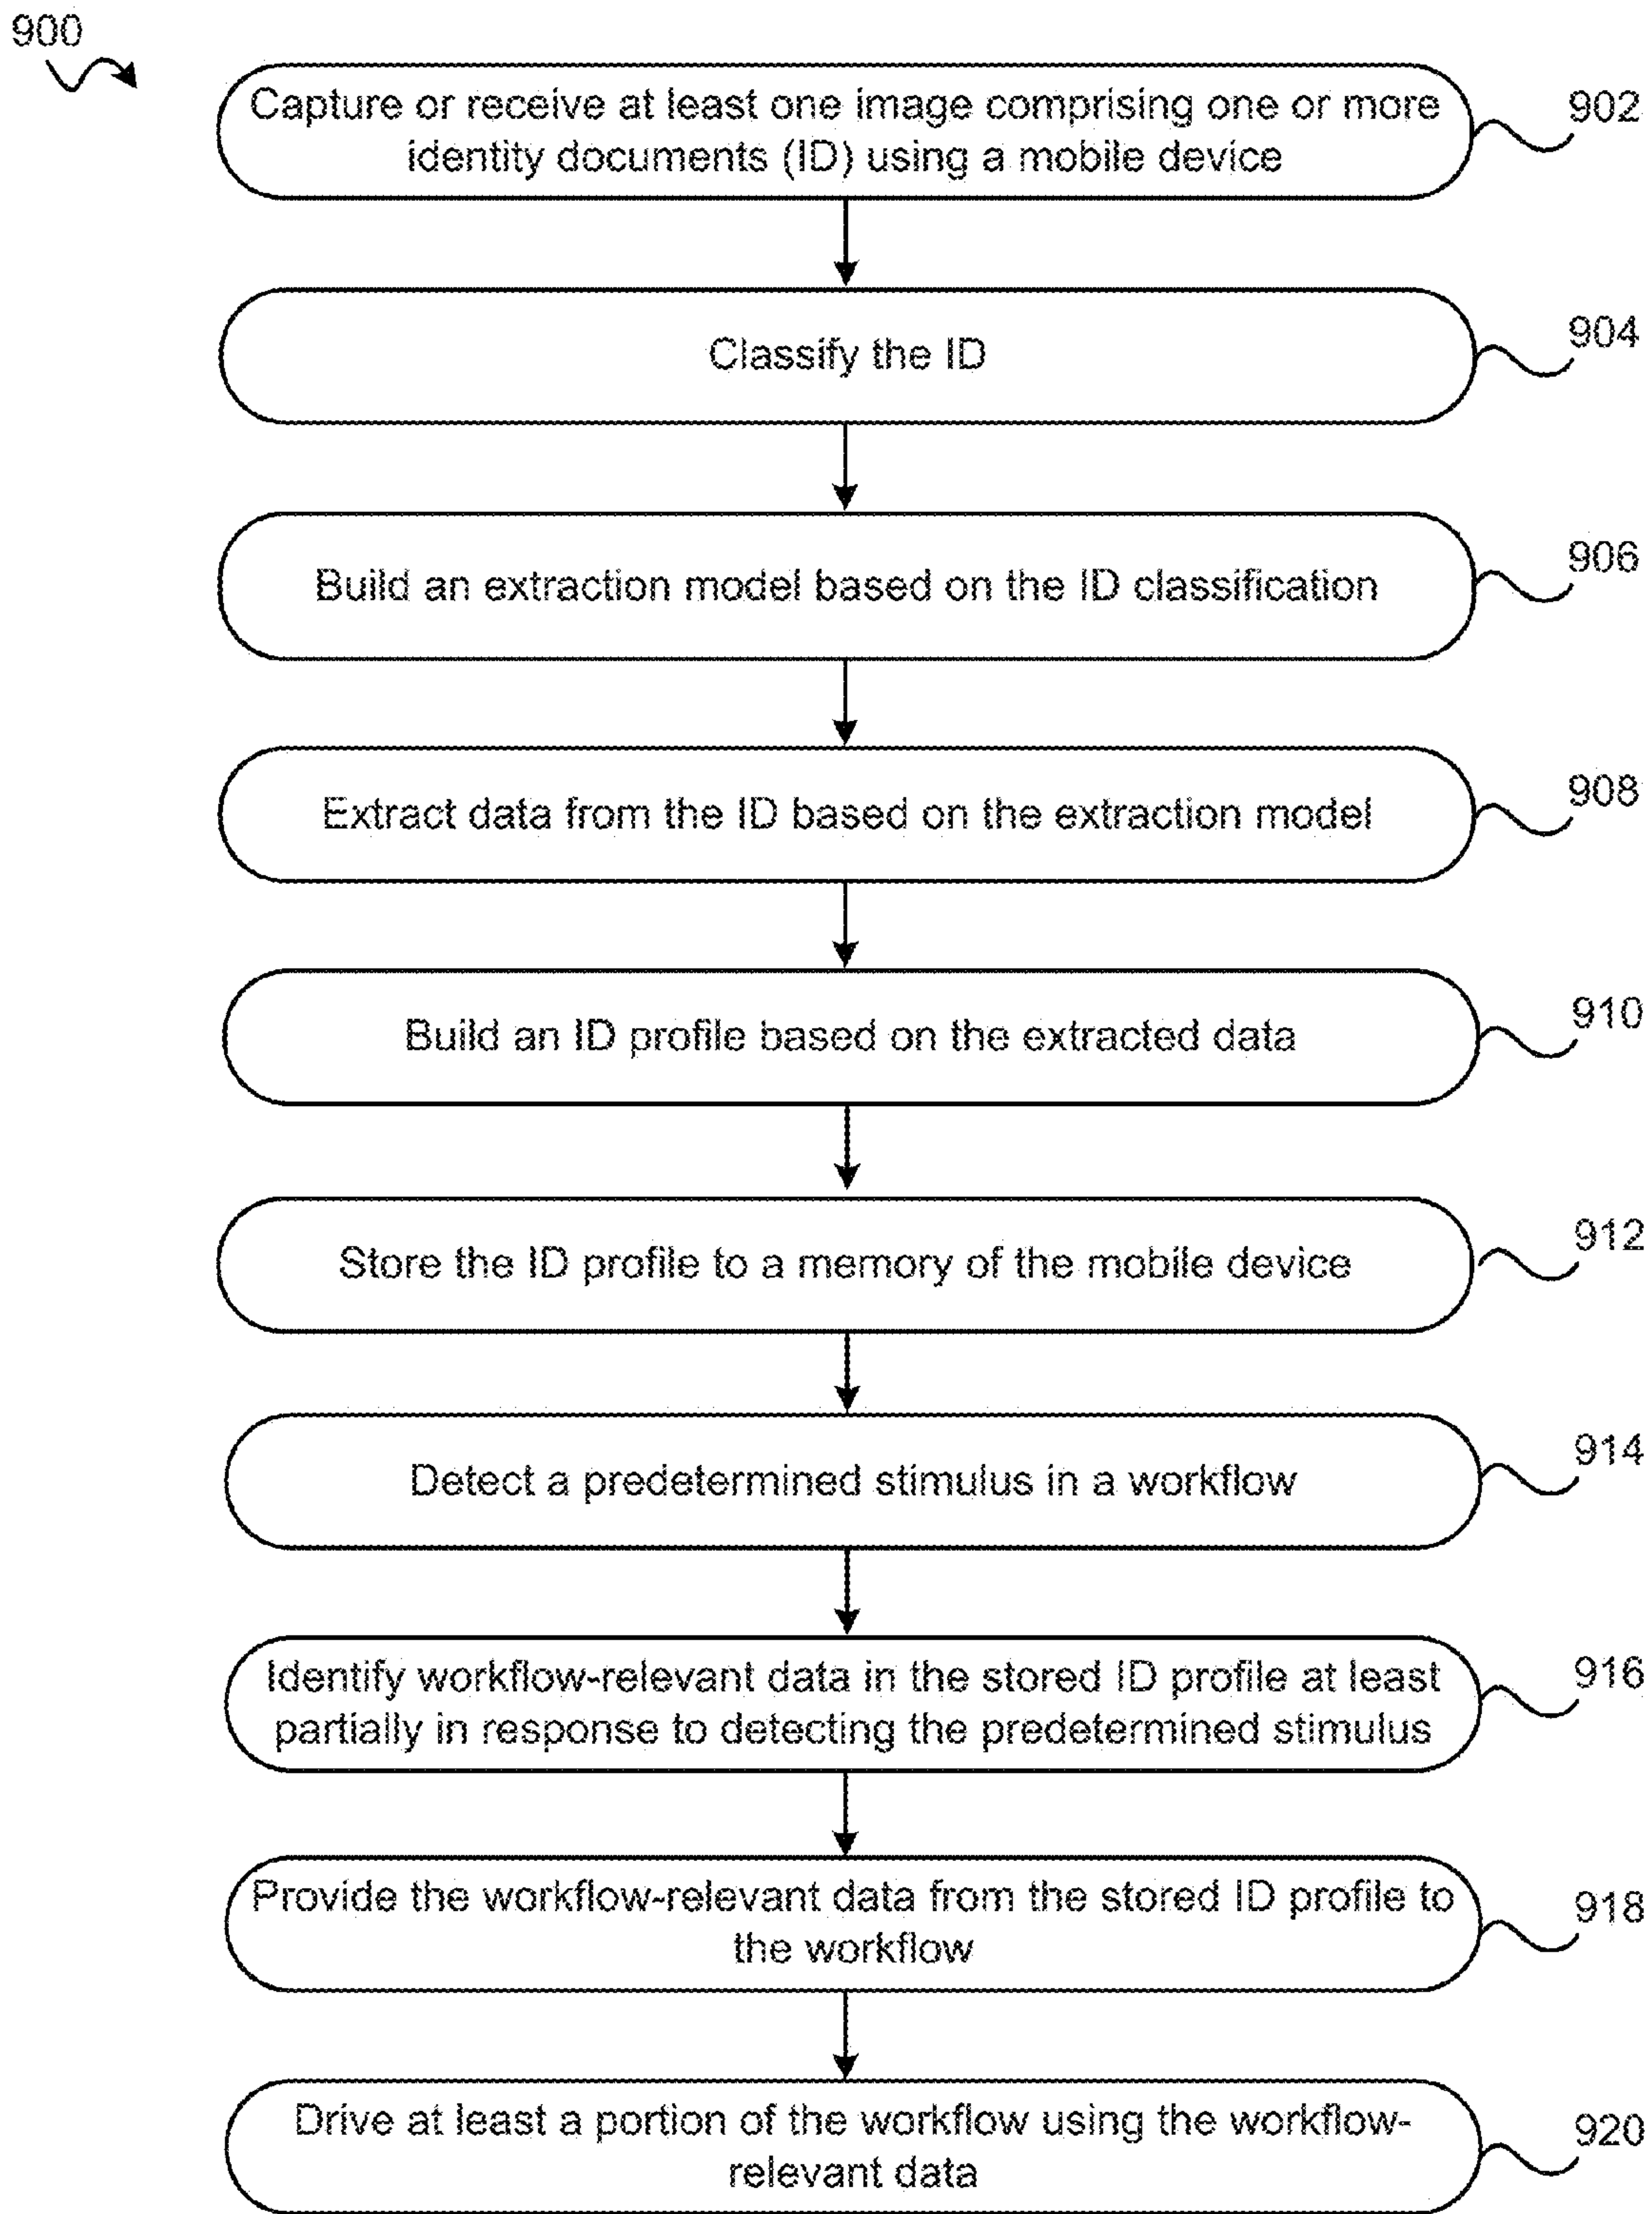 900
Capture or receive at least one image comprising one or more
identity documents (ID) using a mobile device
902
Classify the ID
904
Build an extraction model based on the ID classification
906
Extract data from the ID based on the extraction model
908
Build an ID profile based on the extracted data
910
Store the ID profile to a memory of the mobile device
912
Detect a predetermined stimulus in a workflow
914
Identify workflow-relevant data in the stored ID profile at least
partially in response to detecting the predetermined stimulus
916
Provide the workflow-relevant data from the stored ID profile to
the workflow
918
Drive at least a portion of the workflow using the workflow-
relevant data
920